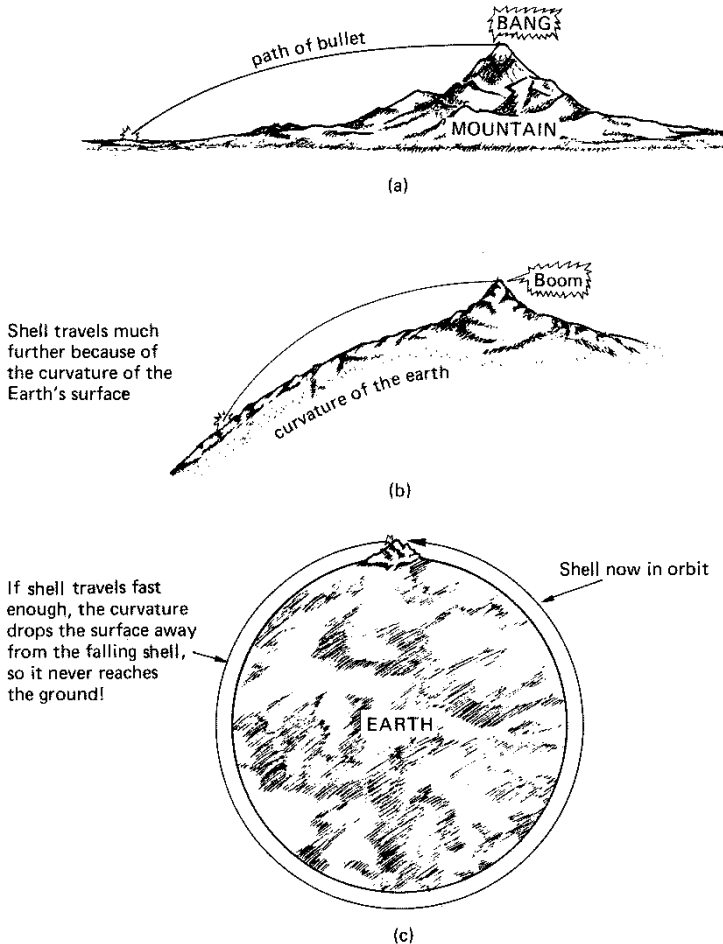 BANG
path of bullet
MOUNTAIN
(a)
Boom
Shell travels much
further because of
the curvature of the
Earth's surface
curvature of the earth
(b)
Shell now in orbit
If shell travels fast
enough, the curvature
drops the surface away
from the falling shell,
so it never reaches
the ground!
EARTH
(c)